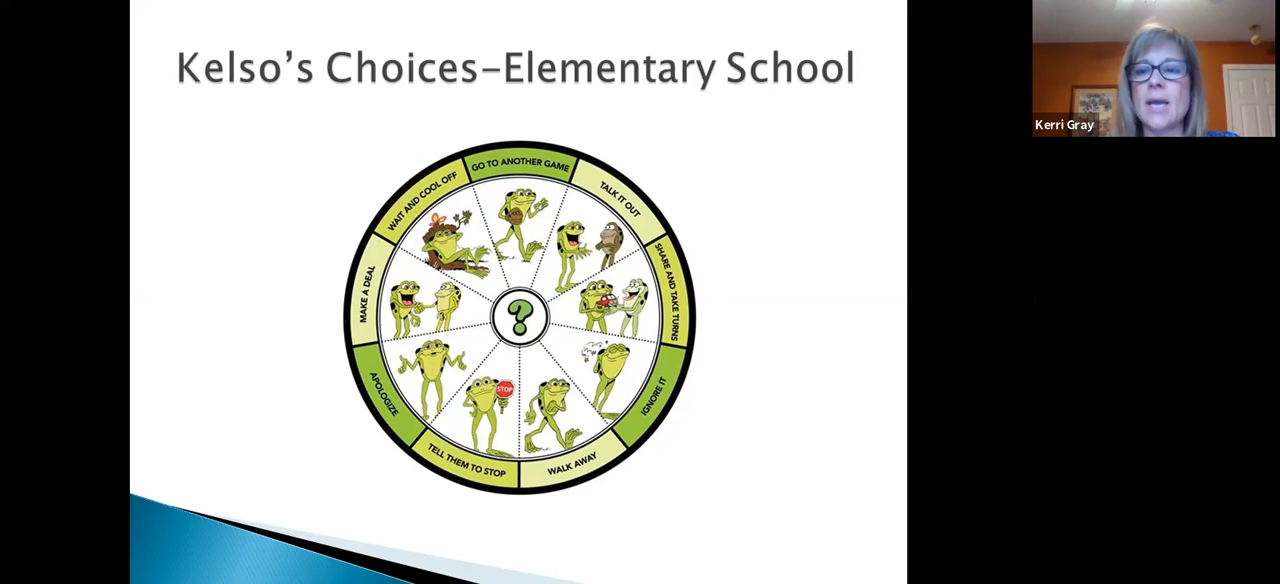 Kelso's Choices-Elementary School
Kerri Gray
GO TO ANOTHER GAME
TALK IT OUT
SHARE AND TAKE TURNS
IGNORE IT
WALK AWAY
TELL THEM TO STOP
APOLOGIZE
MAKE A DEAL
WAIT AND COOL OFF
?
STOP